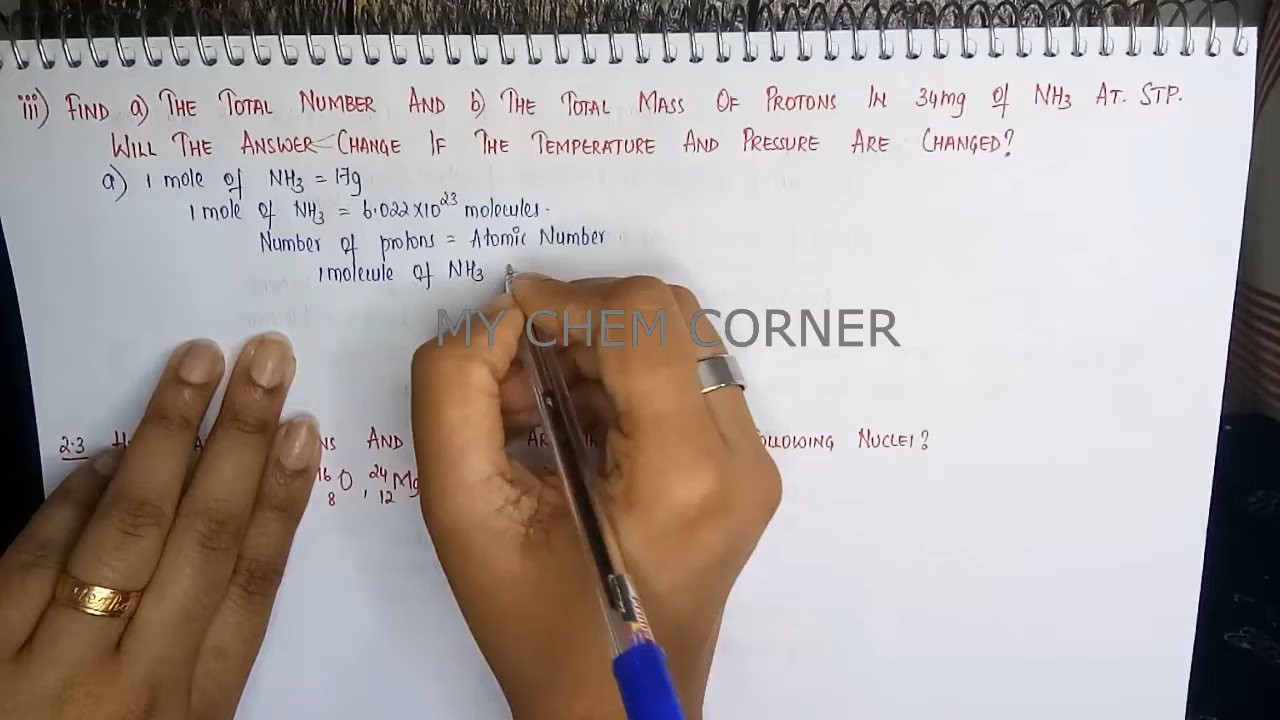 iii) FIND a) THE TOTAL NUMBER AND b) THE TOTAL MASS OF PROTONS IN 34mg of NH3 AT. STP.
WILL THE ANSWER CHANGE IF THE TEMPERATURE AND PRESSURE ARE CHANGED?
a) 1 mole of NH3 = 17g
1 mole of NH3 = 6.022 x 10^23 molecules.
Number of protons = Atomic Number
1 molecule of NH3
MY CHEM CORNER
2.3 AND NUCLEI?
16 8 O, 24 12 Mg